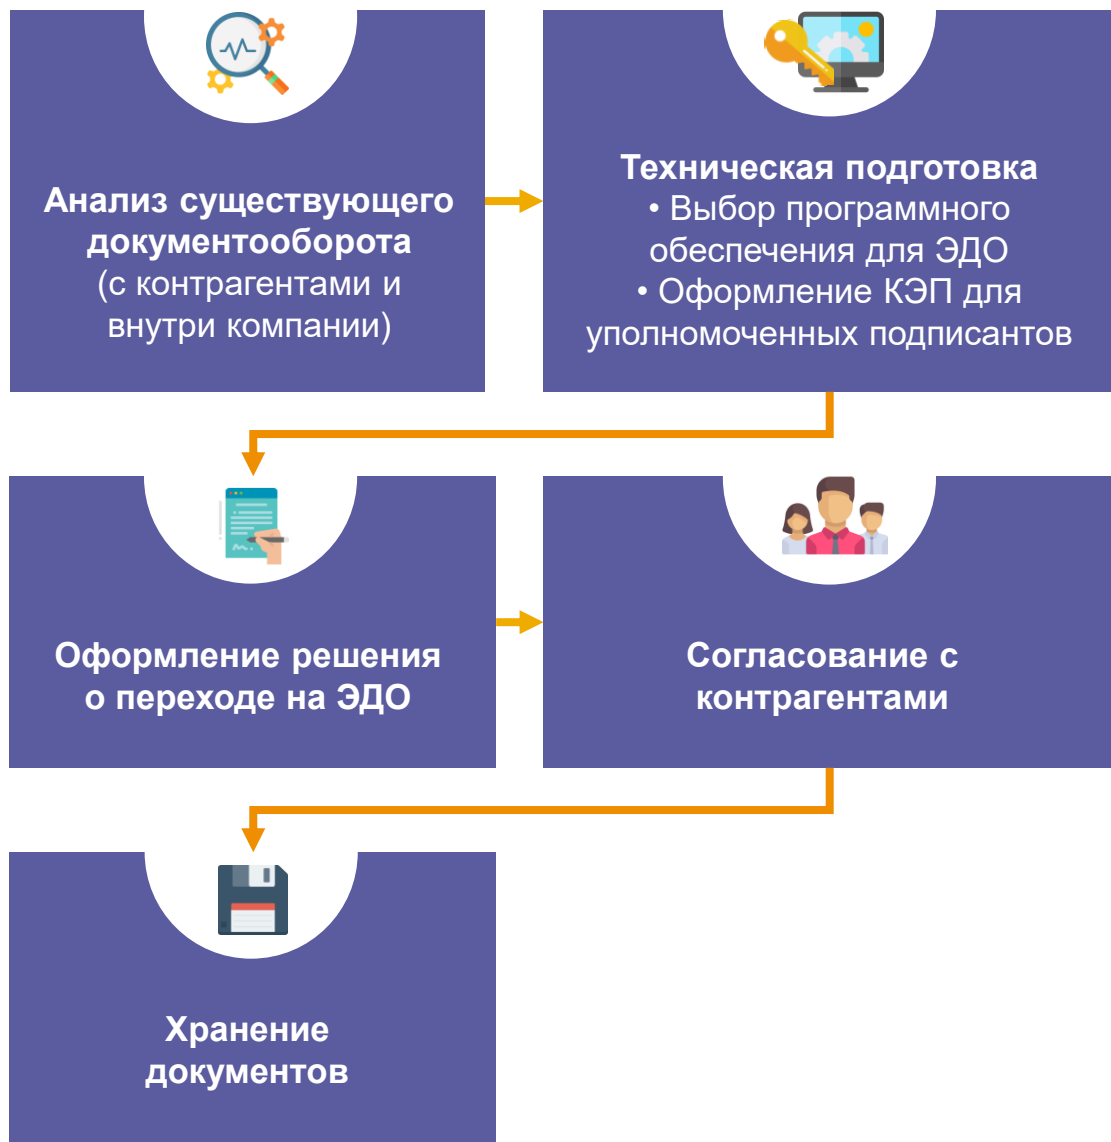 Анализ существующего
документооборота
(с контрагентами и
внутри компании)
Техническая подготовка
• Выбор программного
обеспечения для ЭДО
• Оформление КЭП для
уполномоченных подписантов
Оформление решения
о переходе на ЭДО
Согласование с
контрагентами
Хранение
документов